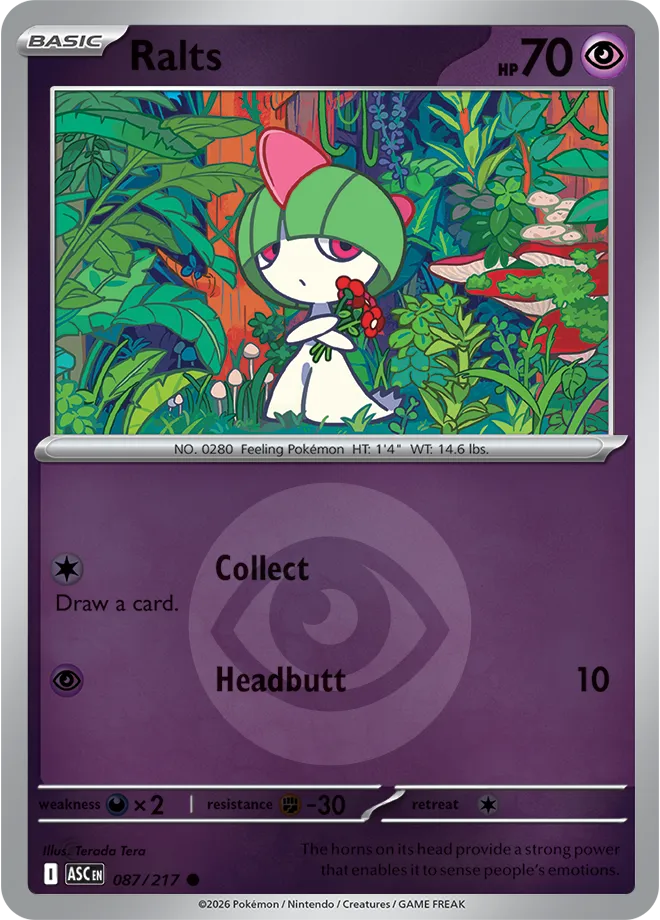 BASIC
Ralts
HP 70
NO. 0280 Feeling Pokémon HT: 1'4" WT: 14.6 lbs.
Collect
Draw a card.
Headbutt 10
weakness ×2 resistance -30 retreat
Illus. Terada Tera
The horns on its head provide a strong power
that enables it to sense people's emotions.
I ASC EN 087/217
©2026 Pokémon / Nintendo / Creatures / GAME FREAK